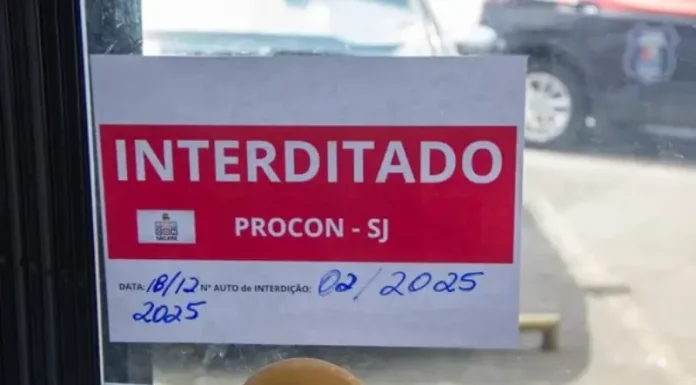 INTERDITADO
PROCON - SJ
DATA: 18/12 Nº AUTO de INTERDIÇÃO: 02/2025
2025